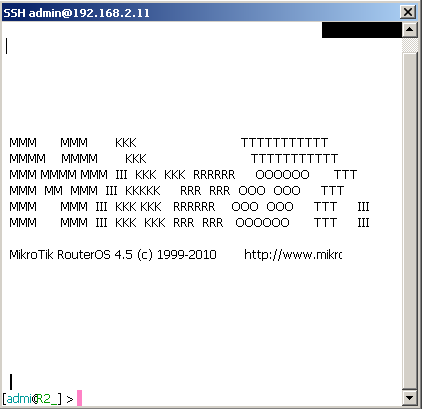 SSH admin@192.168.2.11
MMM MMM KKK TTTTTTTTTTT
MMMM MMMM KKK TTTTTTTTTTT
MMM MMMM MMM III KKK KKK RRRRRR OOOOOO TTT
MMM MM MMM III KKKKK RRR RRR OOO OOO TTT
MMM MMM III KKK KKK RRRRRR OOO OOO TTT III
MMM MMM III KKK KKK RRR RRR OOOOOO TTT III
MikroTik RouterOS 4.5 (c) 1999-2010 http://www.mikro
[admi@R2_] >